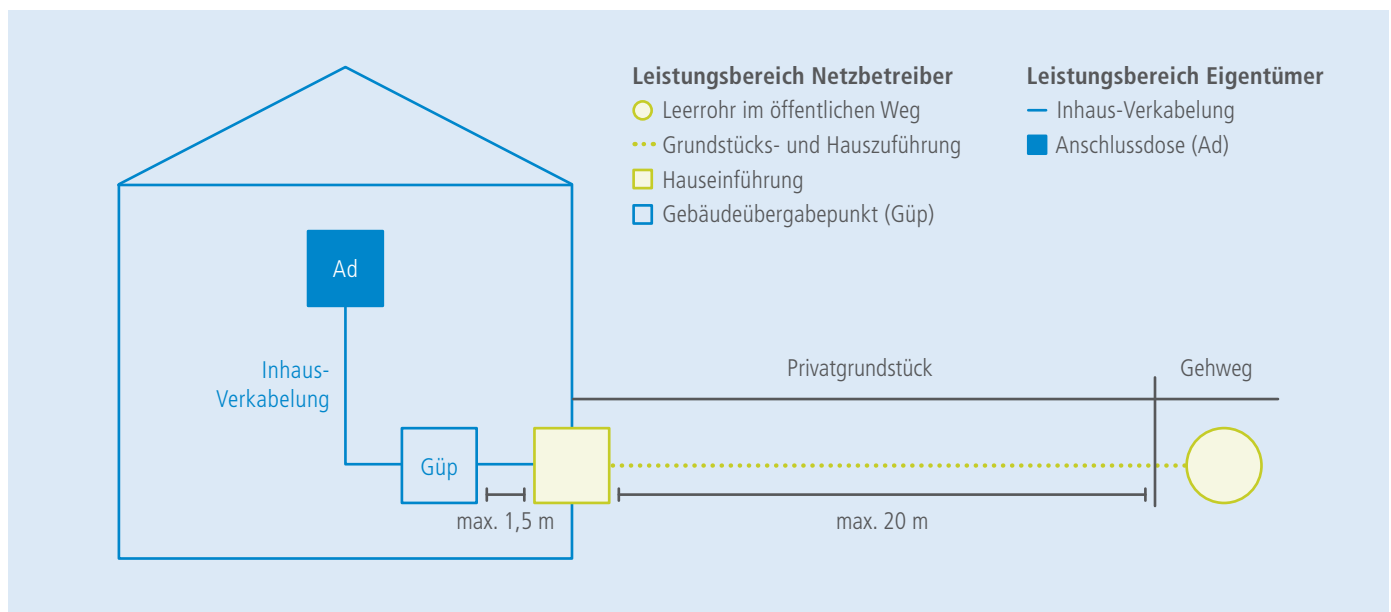 Leistungsbereich Netzbetreiber
Leerrohr im öffentlichen Weg
Grundstücks- und Hauszuführung
Hauseinführung
Gebäudeübergabepunkt (Güp)
Leistungsbereich Eigentümer
Inhaus-Verkabelung
Anschlussdose (Ad)
Ad
Inhaus-
Verkabelung
Privatgrundstück
Gehweg
Güp
max. 1,5 m
max. 20 m